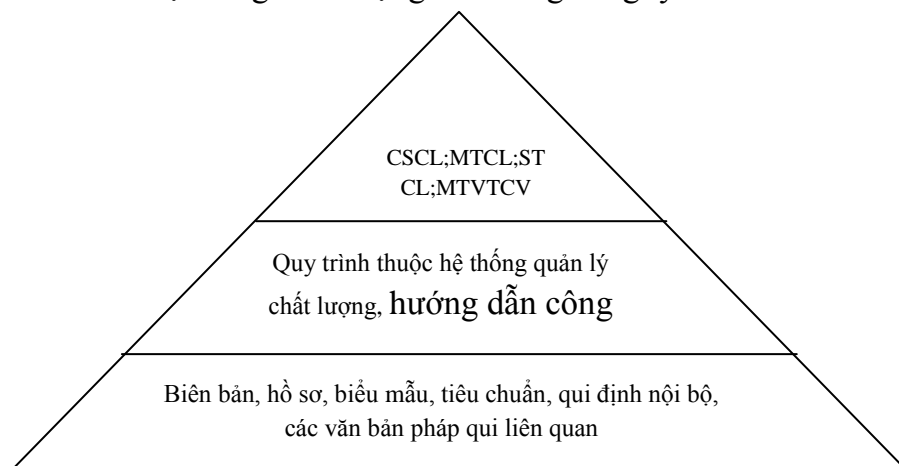 CSCL;MTCL;ST
CL;MTVTCV
Quy trình thuộc hệ thống quản lý
chất lượng, hướng dẫn công
Biên bản, hồ sơ, biểu mẫu, tiêu chuẩn, qui định nội bộ,
các văn bản pháp qui liên quan